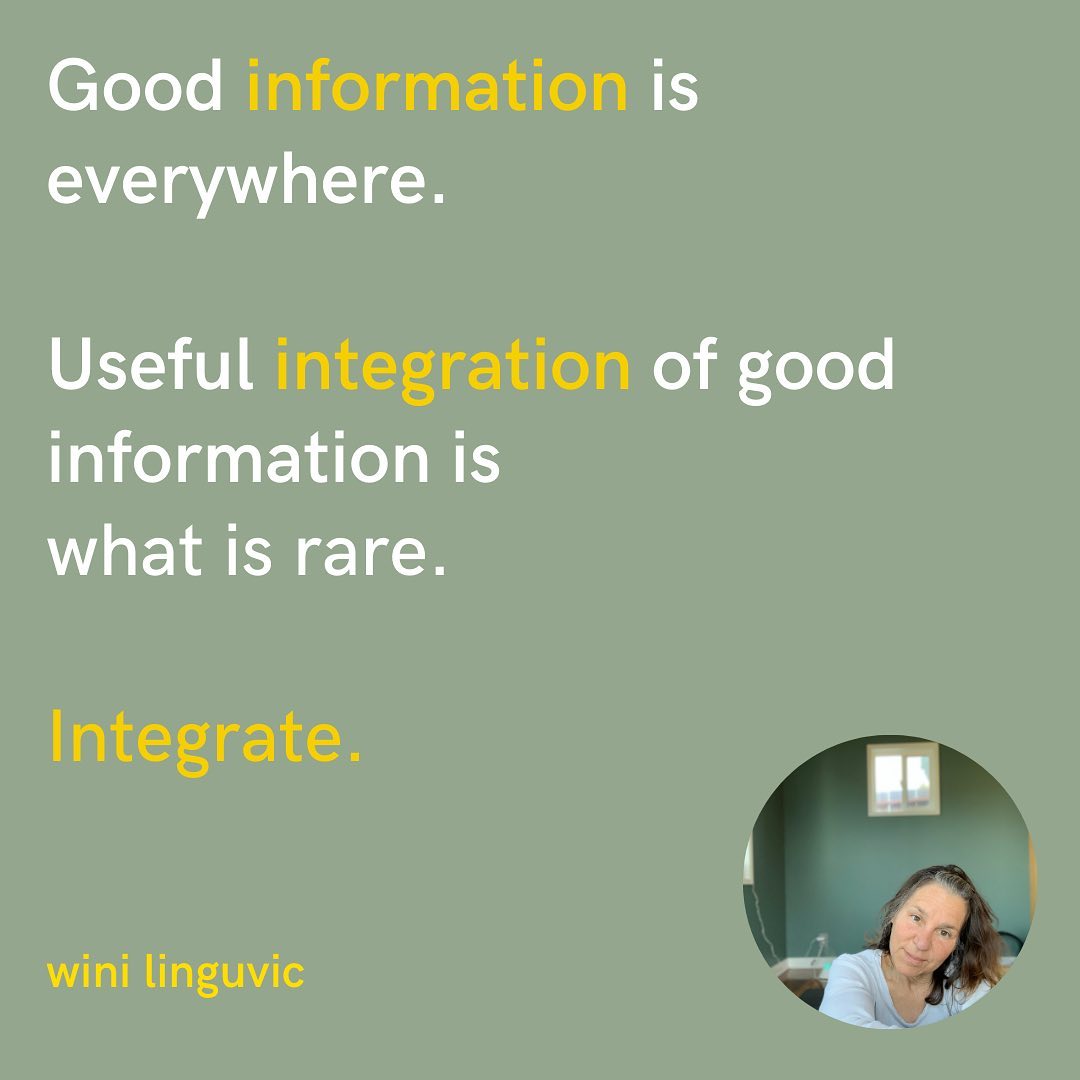 Good information is
everywhere.
Useful integration of good
information is
what is rare.
Integrate.
wini linguvic